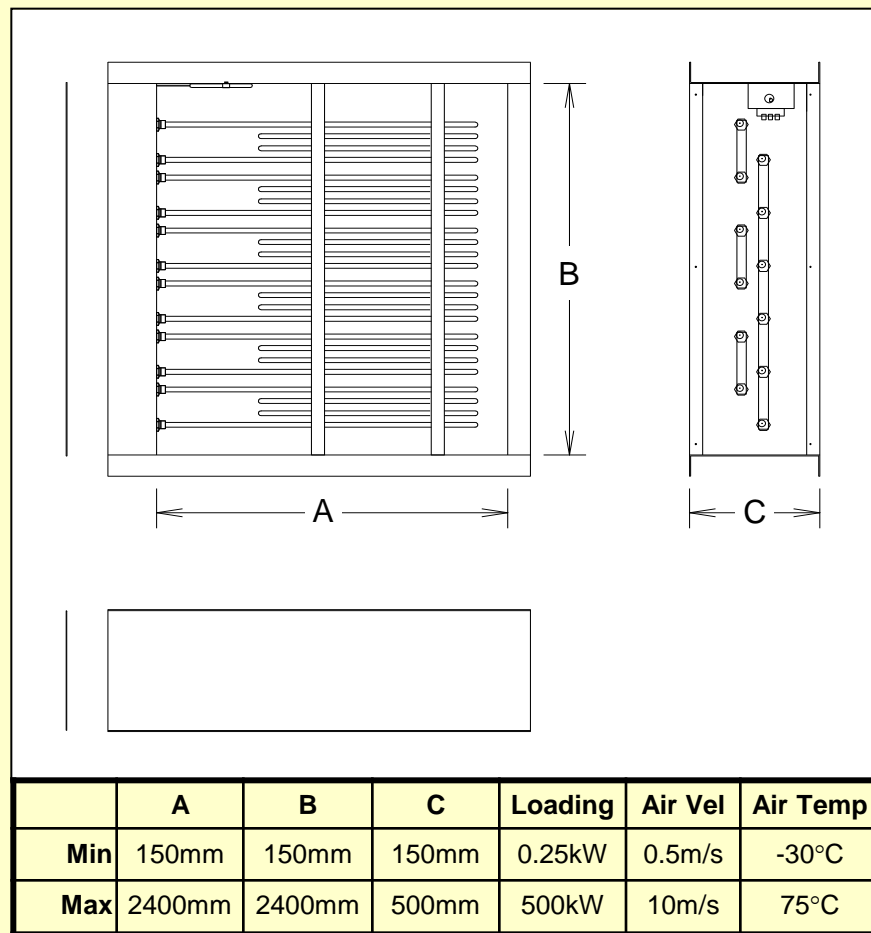 B
A
C
A B C Loading Air Vel Air Temp
Min 150mm 150mm 150mm 0.25kW 0.5m/s -30°C
Max 2400mm 2400mm 500mm 500kW 10m/s 75°C